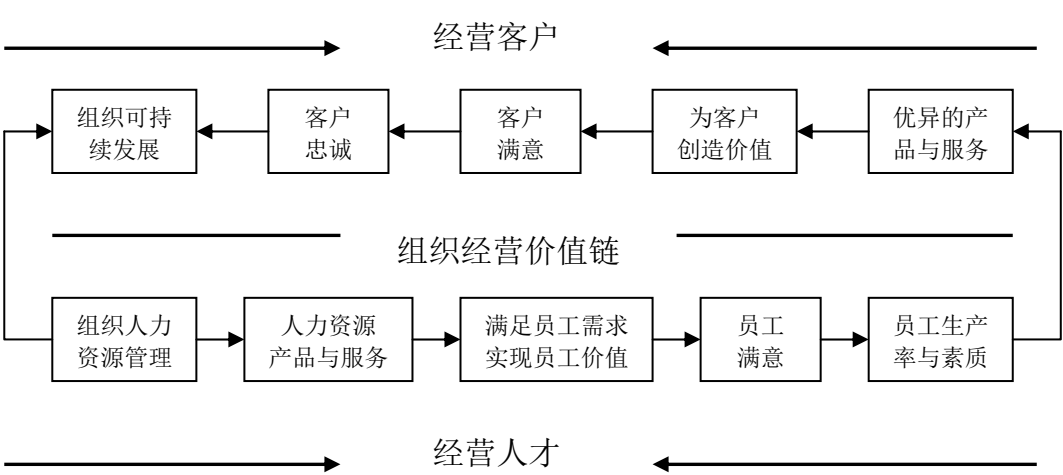 经营客户
组织可持
续发展
客户
忠诚
客户
满意
为客户
创造价值
优异的产
品与服务
组织经营价值链
组织人力
资源管理
人力资源
产品与服务
满足员工需求
实现员工价值
员工
满意
员工生产
率与素质
经营人才